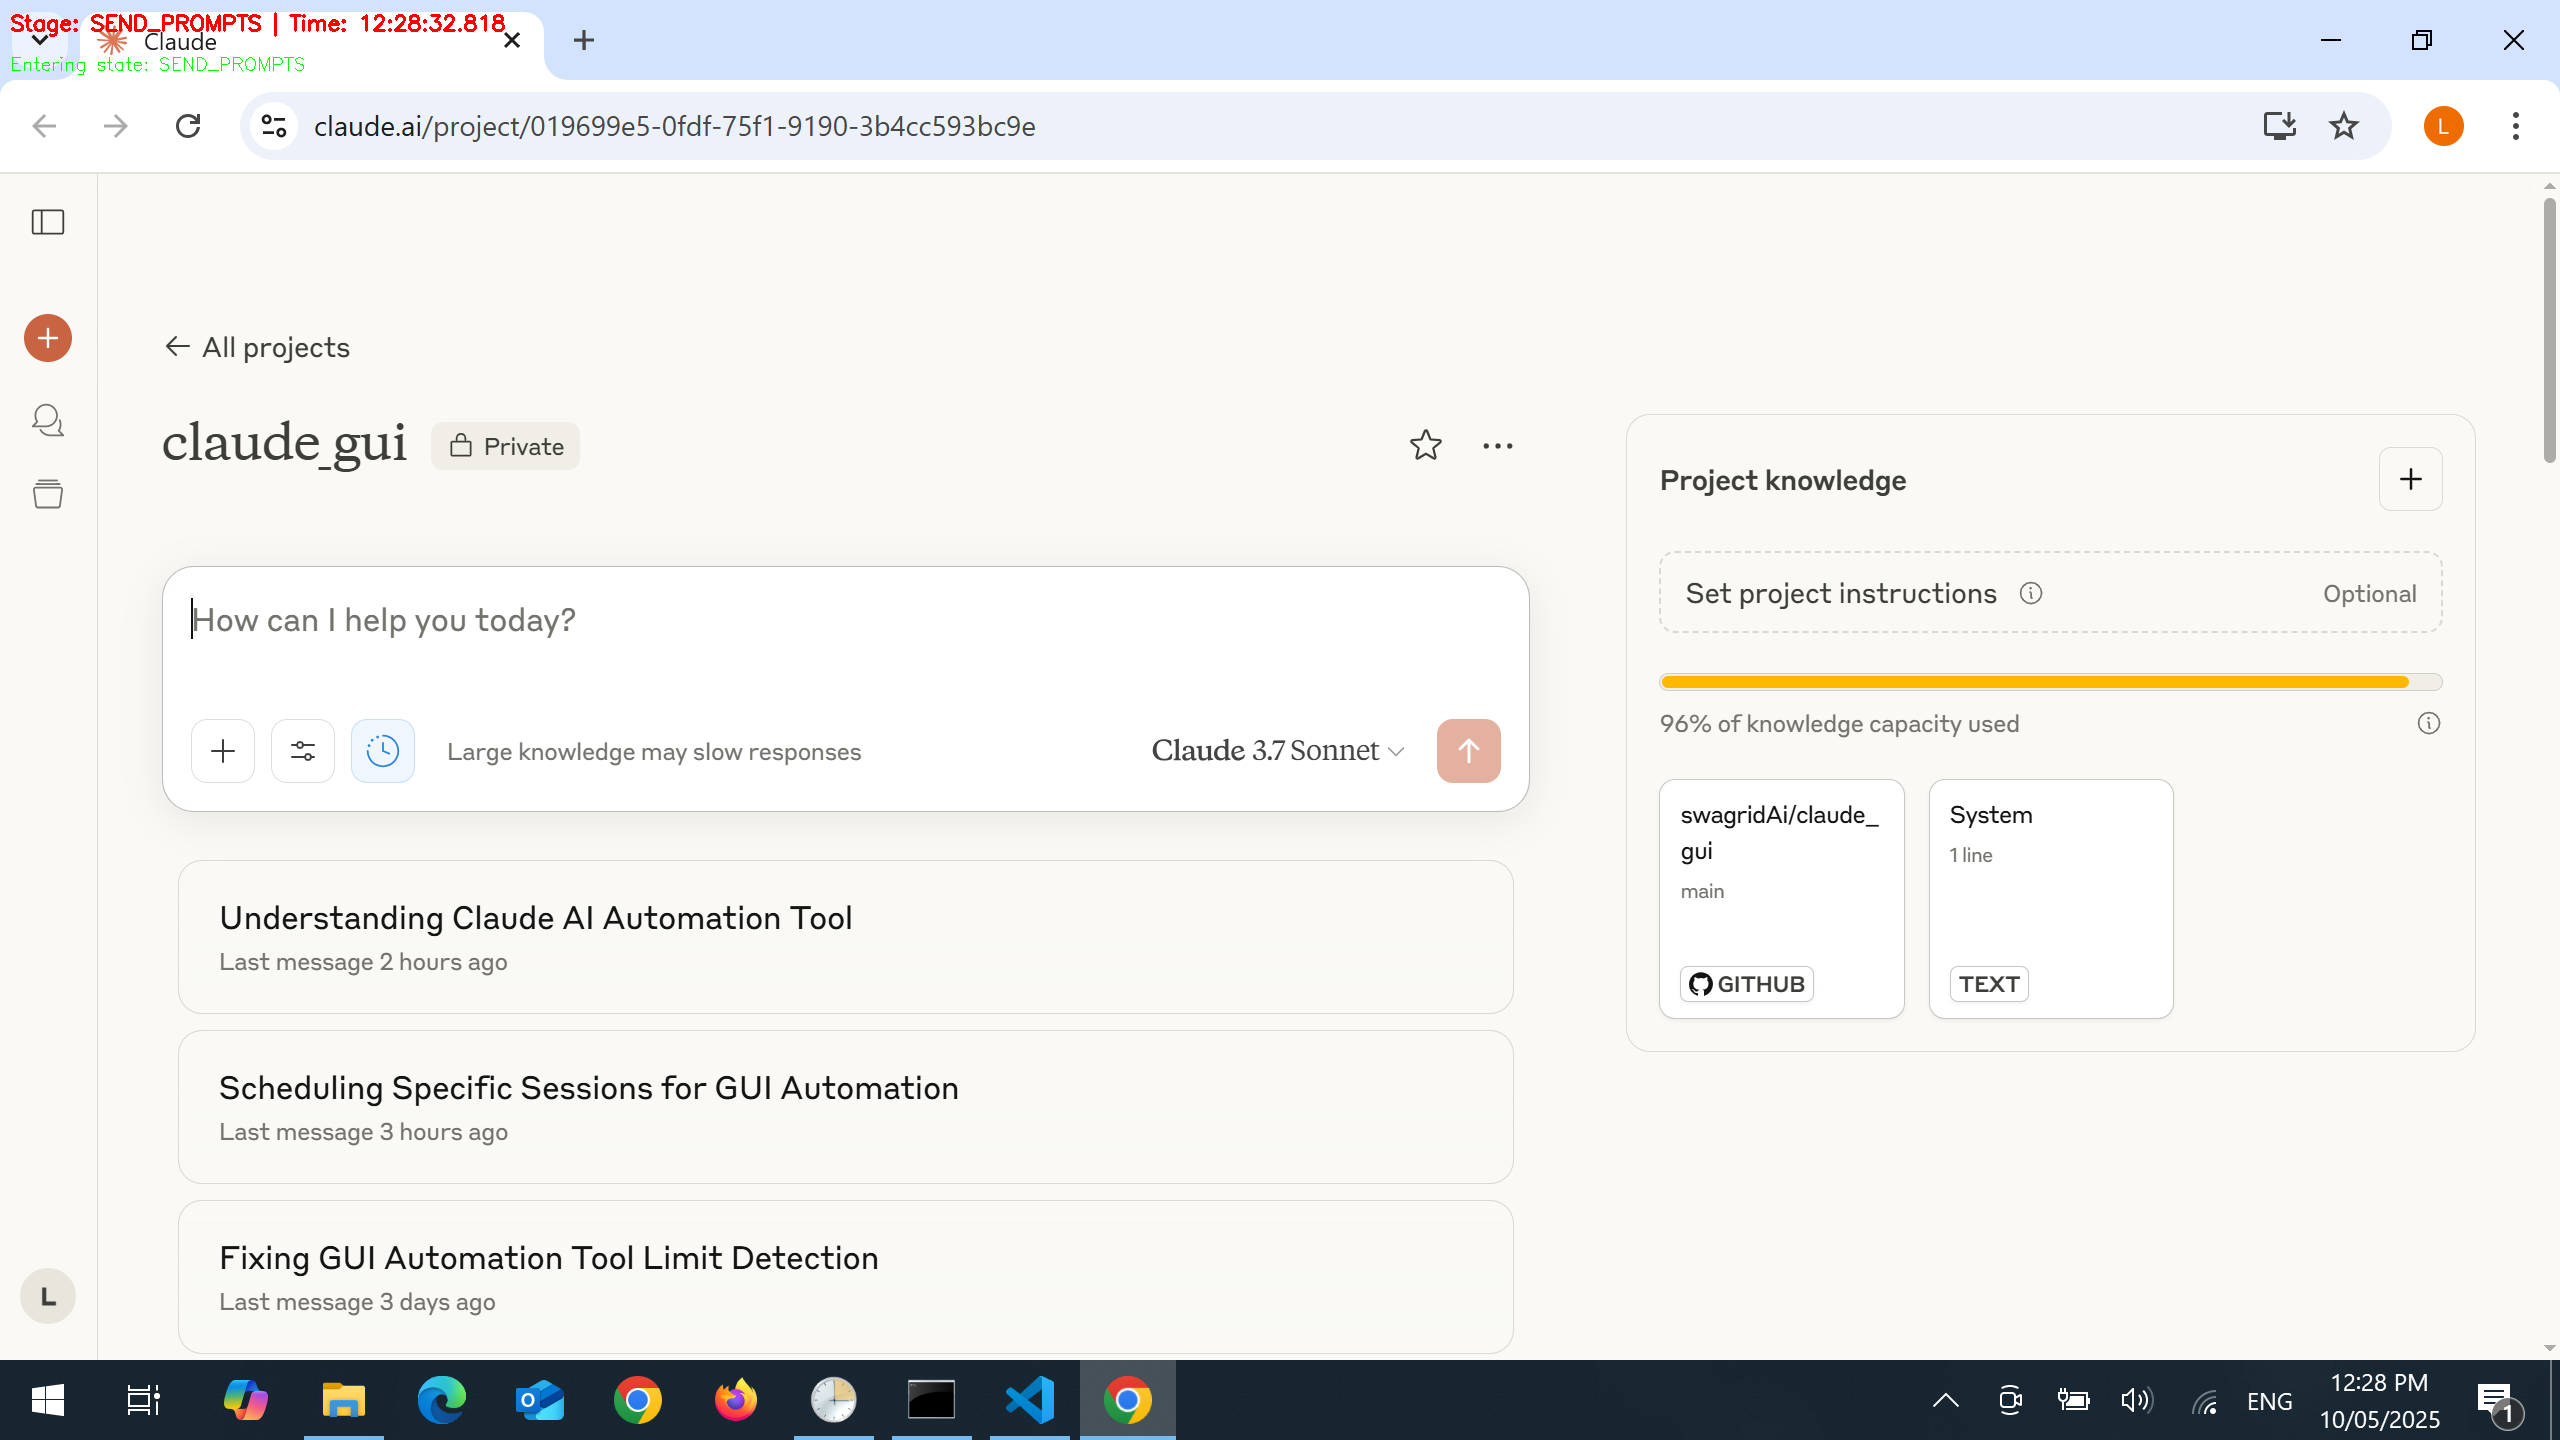 Stage: SEND_PROMPTS | Time: 12:28:32.818
Claude
Entering state: SEND_PROMPTS
claude.ai/project/019699e5-0fdf-75f1-9190-3b4cc593bc9e
L
All projects
claude_gui
Private
How can I help you today?
Large knowledge may slow responses
Claude 3.7 Sonnet
Understanding Claude AI Automation Tool
Last message 2 hours ago
Scheduling Specific Sessions for GUI Automation
Last message 3 hours ago
Fixing GUI Automation Tool Limit Detection
Last message 3 days ago
Project knowledge
Set project instructions
Optional
96% of knowledge capacity used
swagridAi/claude_
gui
main
GITHUB
System
1 line
TEXT
L
ENG
12:28 PM
10/05/2025
1